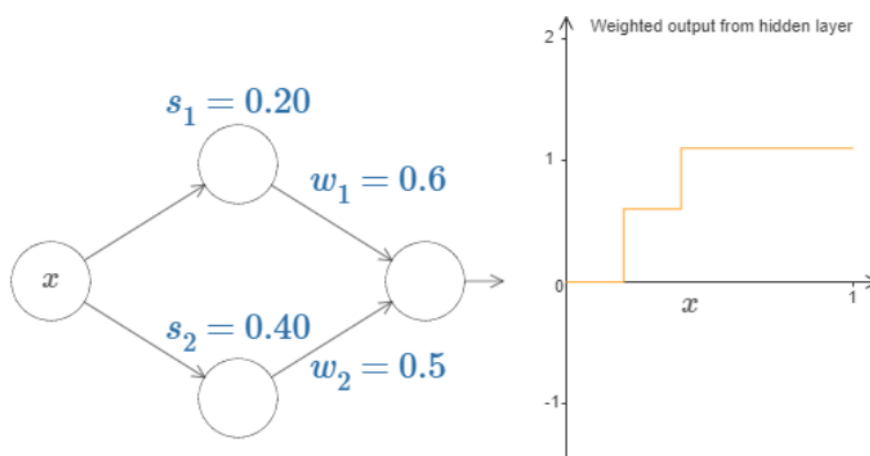 s₁ = 0.20
w₁ = 0.6
x
s₂ = 0.40
w₂ = 0.5
Weighted output from hidden layer
2
1
0
x
1
-1